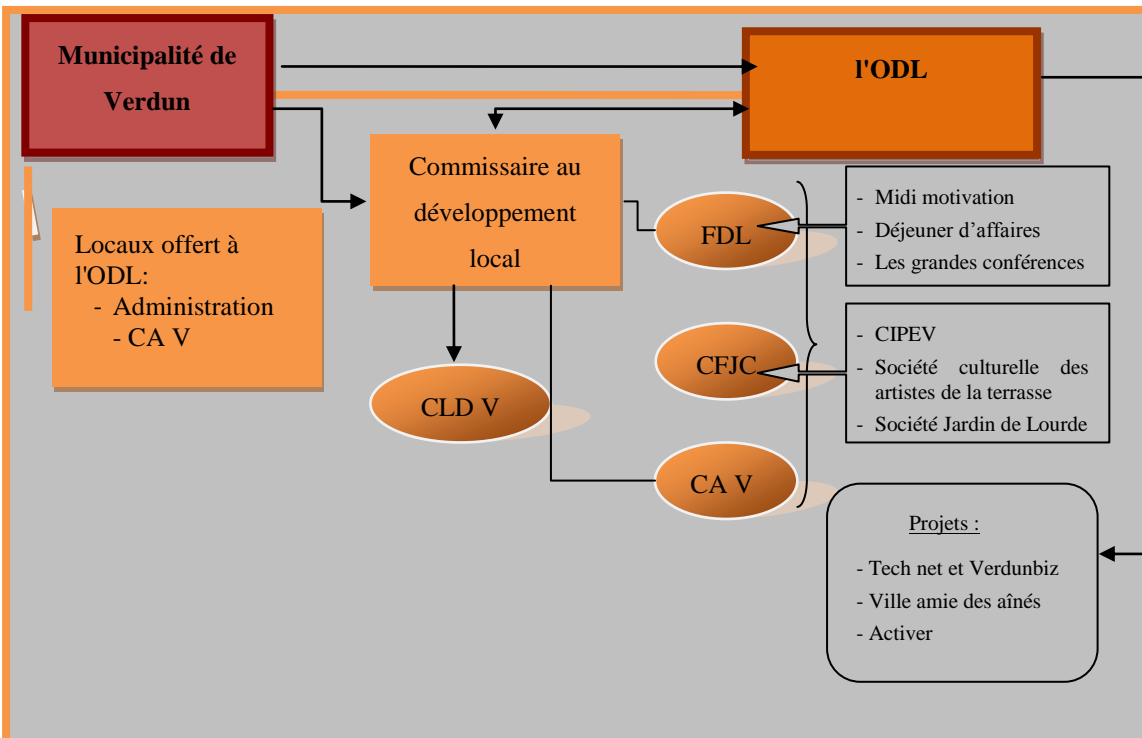 Municipalité de
Verdun
l'ODL
Commissaire au
développement
local
Locaux offert à
l'ODL:
- Administration
- CA V
FDL
- Midi motivation
- Déjeuner d’affaires
- Les grandes conférences
CFJC
- CIPEV
- Société culturelle des
artistes de la terrasse
- Société Jardin de Lourde
CLD V
CA V
Projets :
- Tech net et Verdunbiz
- Ville amie des aînés
- Activer